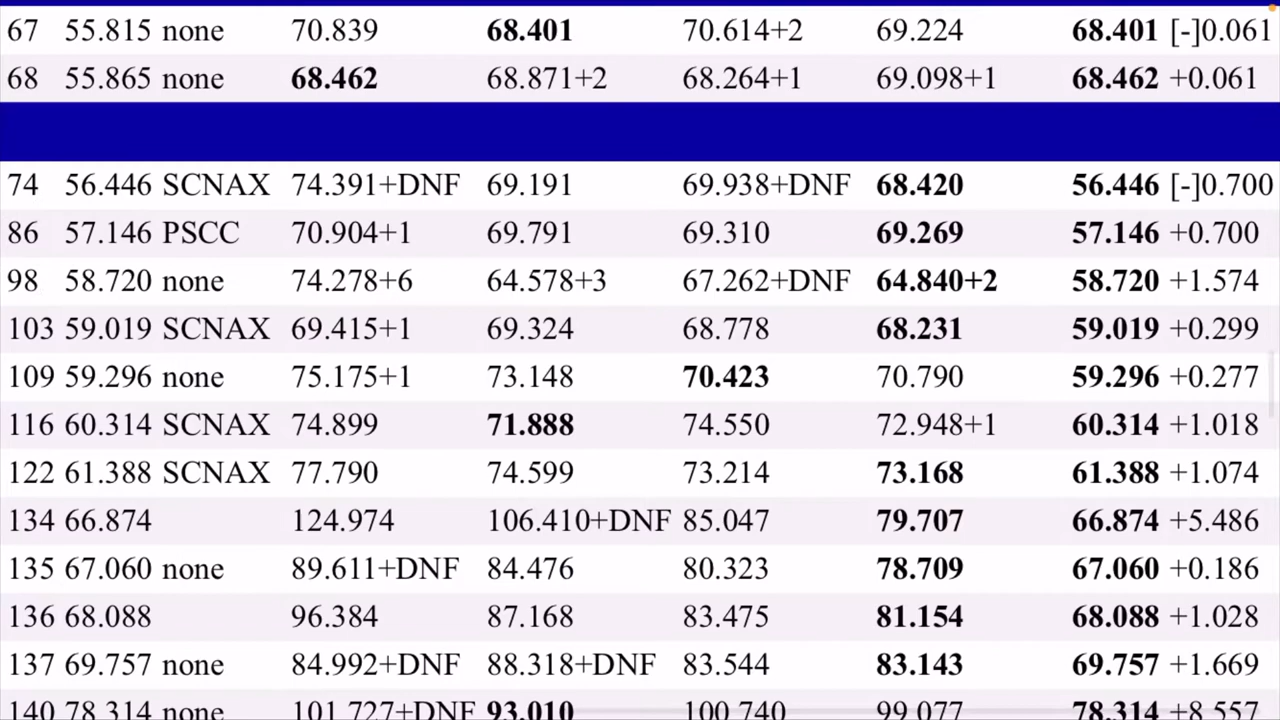 67 55.815 none 70.839 68.401 70.614+2 69.224 68.401 [-]0.061
68 55.865 none 68.462 68.871+2 68.264+1 69.098+1 68.462 +0.061
74 56.446 SCNAX 74.391+DNF 69.191 69.938+DNF 68.420 56.446 [-]0.700
86 57.146 PSCC 70.904+1 69.791 69.310 69.269 57.146 +0.700
98 58.720 none 74.278+6 64.578+3 67.262+DNF 64.840+2 58.720 +1.574
103 59.019 SCNAX 69.415+1 69.324 68.778 68.231 59.019 +0.299
109 59.296 none 75.175+1 73.148 70.423 70.790 59.296 +0.277
116 60.314 SCNAX 74.899 71.888 74.550 72.948+1 60.314 +1.018
122 61.388 SCNAX 77.790 74.599 73.214 73.168 61.388 +1.074
134 66.874 124.974 106.410+DNF 85.047 79.707 66.874 +5.486
135 67.060 none 89.611+DNF 84.476 80.323 78.709 67.060 +0.186
136 68.088 96.384 87.168 83.475 81.154 68.088 +1.028
137 69.757 none 84.992+DNF 88.318+DNF 83.544 83.143 69.757 +1.669
140 78.314 none 101.727+DNF 93.010 100.740 99.077 78.314 +8.557